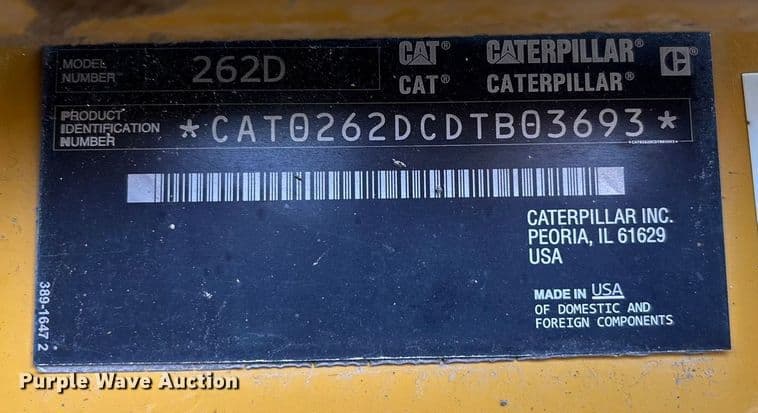 MODEL
NUMBER
262D
CAT® CATERPILLAR®
CAT® CATERPILLAR®
PRODUCT
IDENTIFICATION
NUMBER
*CAT0262DCDTB03693*
*CAT0262DCDTB03693*
CATERPILLAR INC.
PEORIA, IL 61629
USA
MADE IN USA
OF DOMESTIC AND
FOREIGN COMPONENTS
389-1647 2
Purple Wave Auction